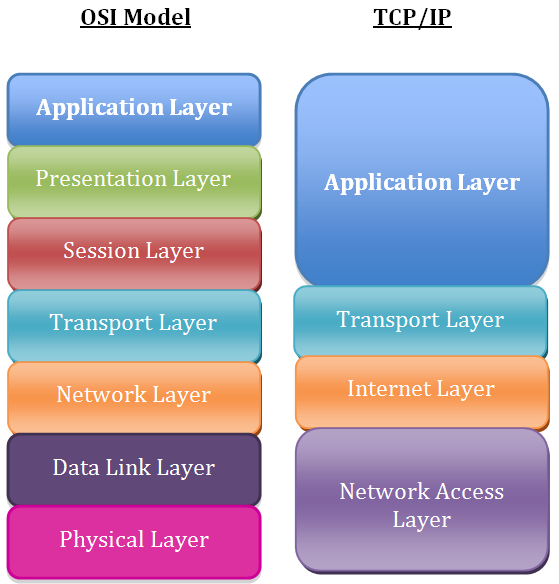 OSI Model
TCP/IP
Application Layer
Presentation Layer
Session Layer
Transport Layer
Network Layer
Data Link Layer
Physical Layer
Application Layer
Transport Layer
Internet Layer
Network Access
Layer